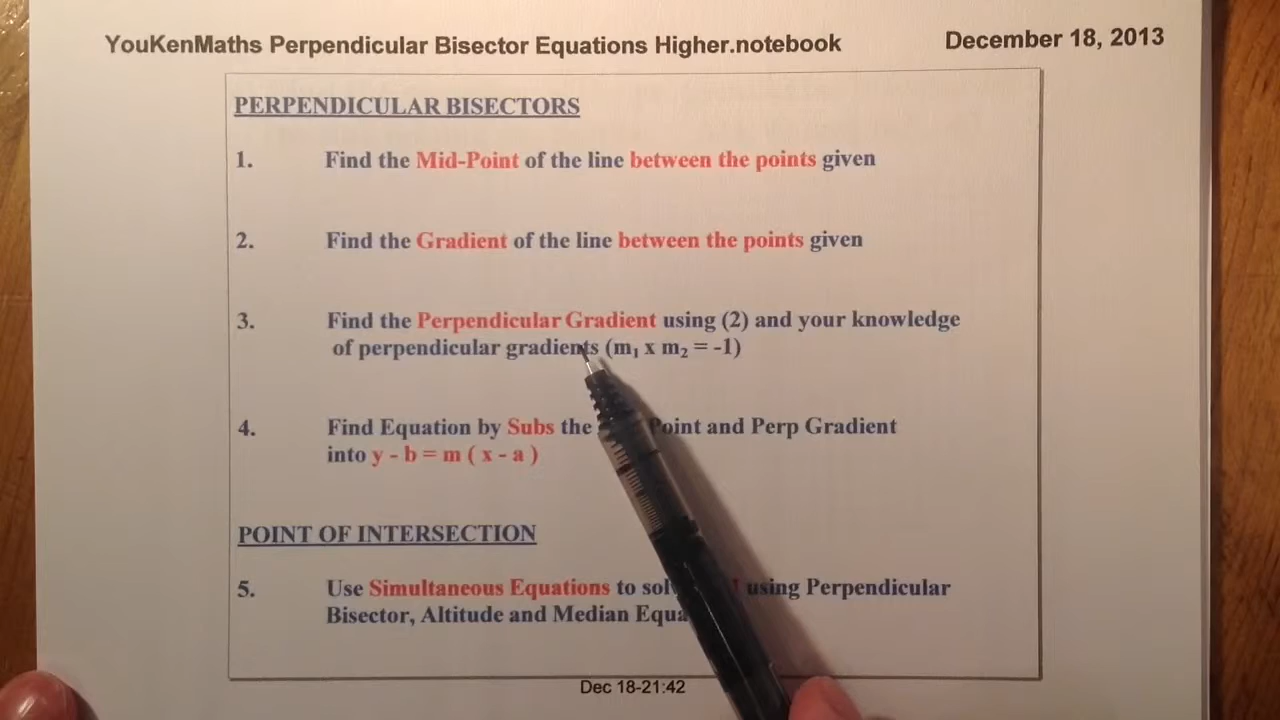 YouKenMaths Perpendicular Bisector Equations Higher.notebook December 18, 2013
PERPENDICULAR BISECTORS
1. Find the Mid-Point of the line between the points given
2. Find the Gradient of the line between the points given
3. Find the Perpendicular Gradient using (2) and your knowledge
of perpendicular gradients (m₁ x m₂ = -1)
4. Find Equation by Subs the Point and Perp Gradient
into y - b = m ( x - a )
POINT OF INTERSECTION
5. Use Simultaneous Equations to using Perpendicular
Bisector, Altitude and Median
Dec 18-21:42